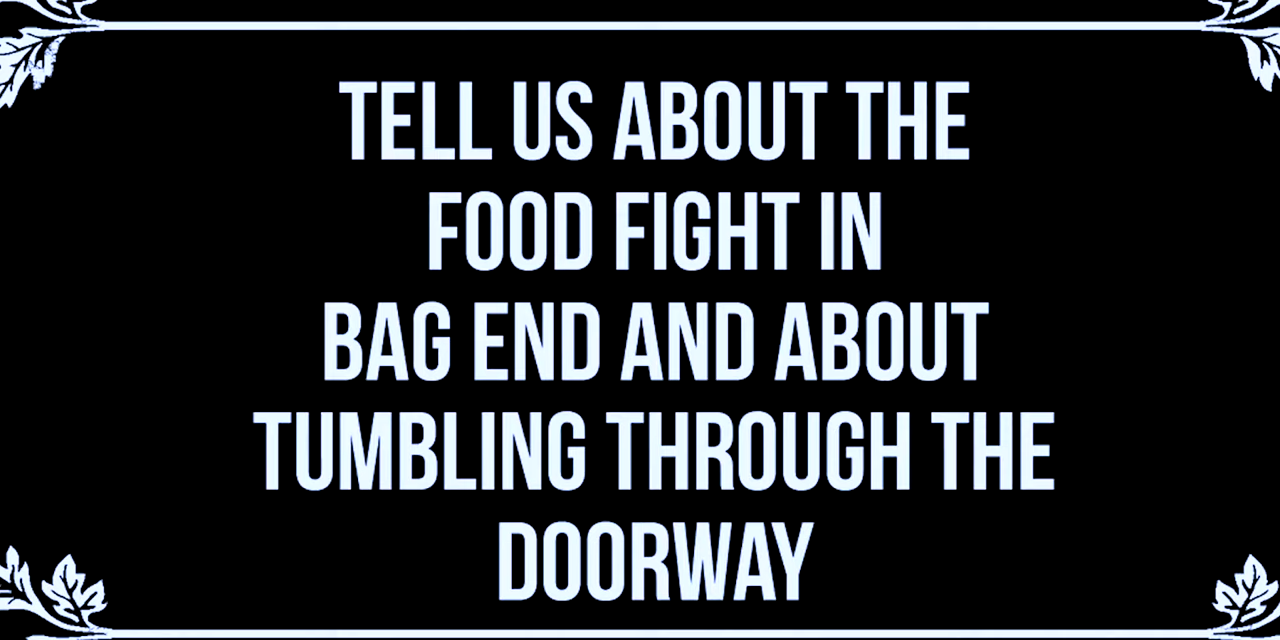 TELL US ABOUT THE
FOOD FIGHT IN
BAG END AND ABOUT
TUMBLING THROUGH THE
DOORWAY